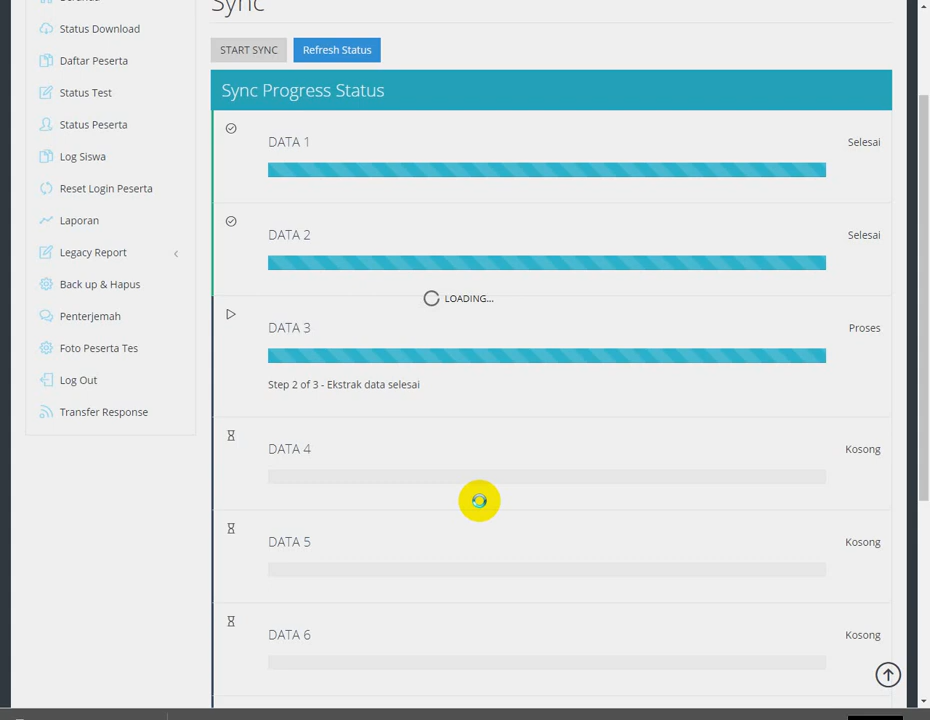 Sync
Status Download
Daftar Peserta
Status Test
Status Peserta
Log Siswa
Reset Login Peserta
Laporan
Legacy Report
Back up & Hapus
Penterjemah
Foto Peserta Tes
Log Out
Transfer Response
START SYNC
Refresh Status
Sync Progress Status
DATA 1
Selesai
DATA 2
Selesai
LOADING...
DATA 3
Proses
Step 2 of 3 - Ekstrak data selesai
DATA 4
Kosong
DATA 5
Kosong
DATA 6
Kosong